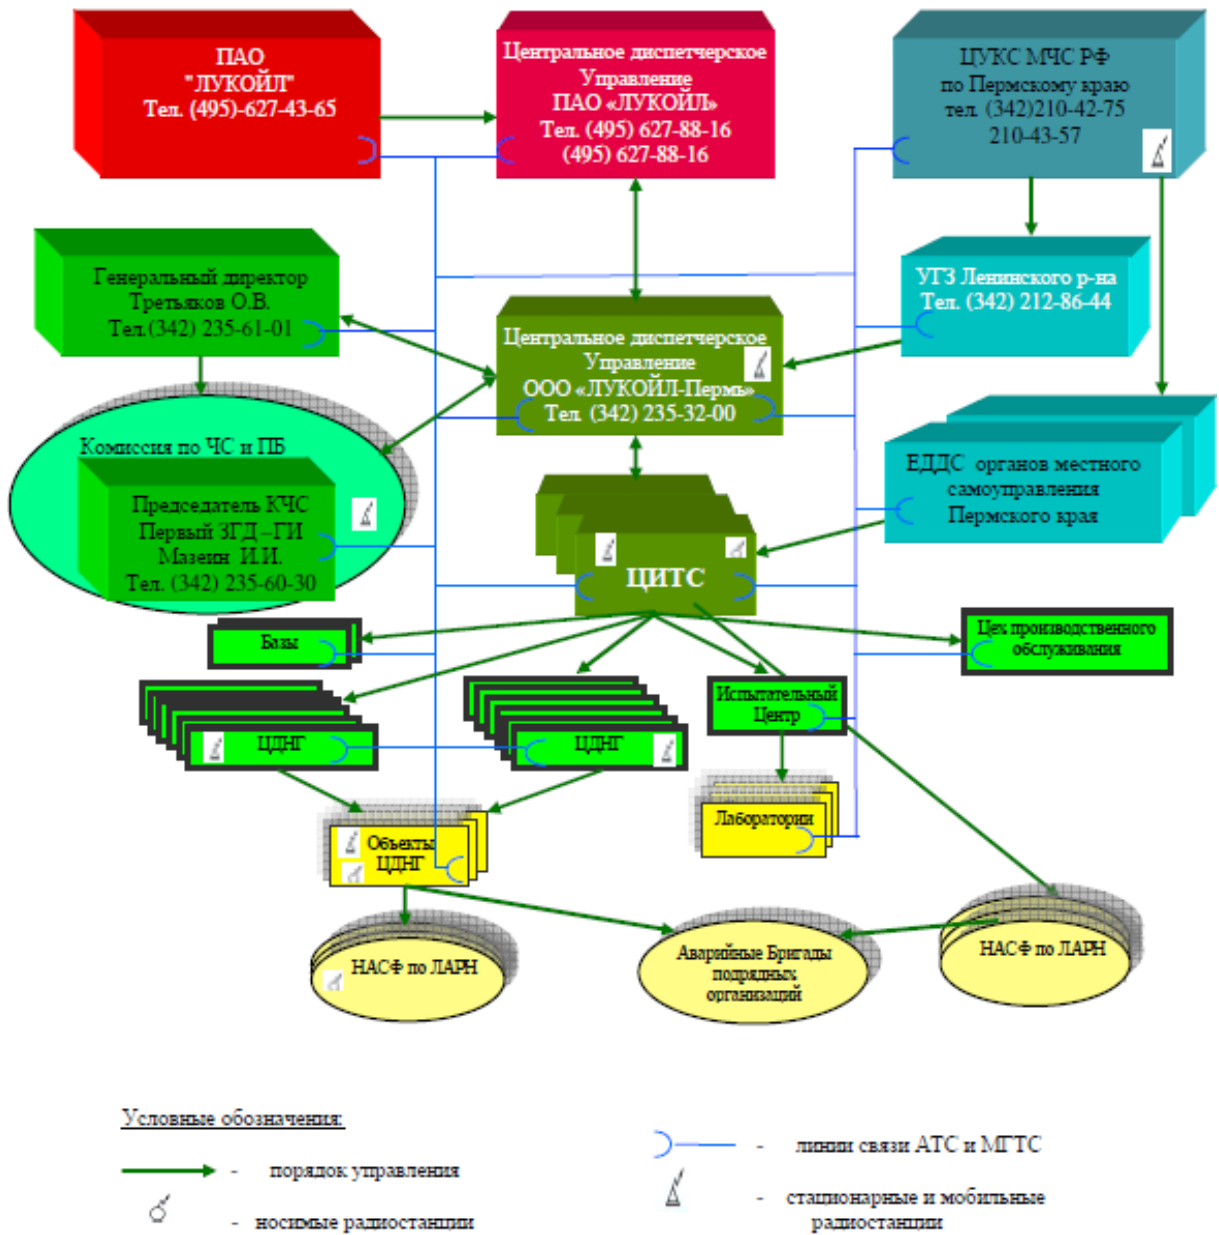 ПАО
"ЛУКОЙЛ"
Тел. (495)-627-43-65
Центральное диспетчерское
Управление
ПАО «ЛУКОЙЛ»
Тел. (495) 627-88-16
(495) 627-88-16
ЦУКС МЧС РФ
по Пермскому краю
тел. (342)210-42-75
210-43-57
Генеральный директор
Третьяков О.В.
Тел.(342) 235-61-01
УГЗ Ленинского р-на
Тел. (342) 212-86-44
Центральное диспетчерское
Управление
ООО «ЛУКОЙЛ-Пермь»
Тел. (342) 235-32-00
Комиссия по ЧС и ПБ
Председатель КЧС
Первый ЗГД –ГИ
Мазеин И.И.
Тел. (342) 235-60-30
ЕДДС органов местного
самоуправления
Пермского края
ЦИТС
Базы
Цех производственного
обслуживания
ЦДНГ
ЦДНГ
Испытательный
Центр
Объекты
ЦДНГ
Лаборатории
НАСФ по ЛАРН
Аварийные Бригады
подрядных
организаций
НАСФ по ЛАРН
Условные обозначения:
- порядок управления
- носимые радиостанции
- линии связи АТС и МГТС
- стационарные и мобильные
радиостанции